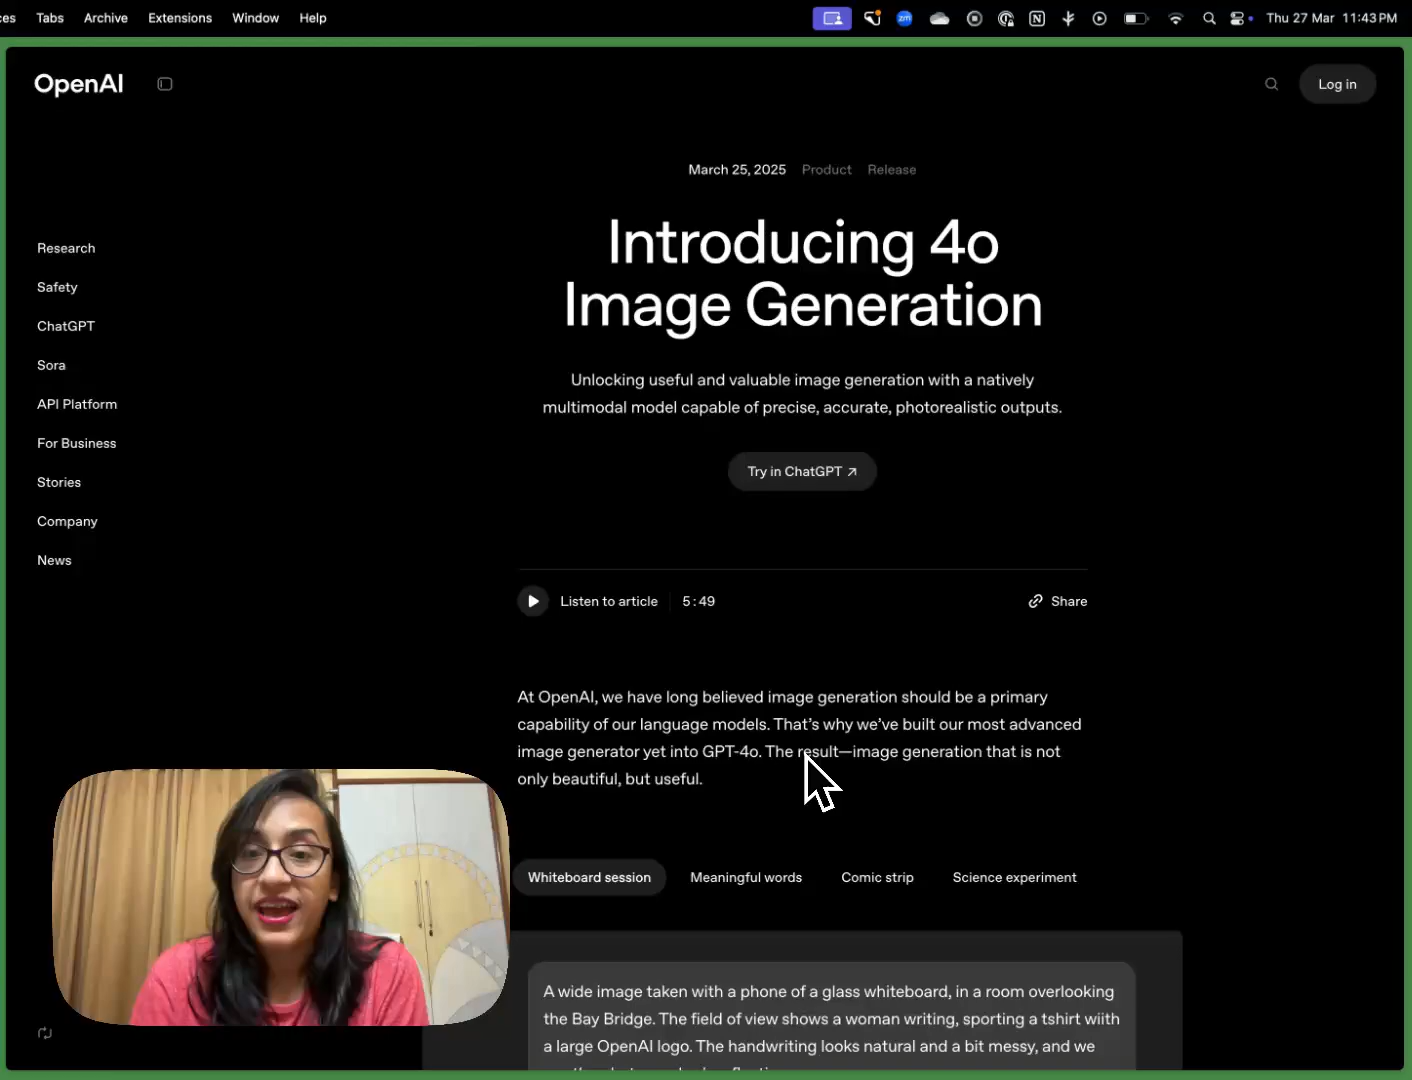 Tabs Archive Extensions Window Help
zm
N
Thu 27 Mar 11:43 PM
OpenAI
Log in
March 25, 2025 Product Release
Introducing 4o
Image Generation
Unlocking useful and valuable image generation with a natively
multimodal model capable of precise, accurate, photorealistic outputs.
Try in ChatGPT ↗
Research
Safety
ChatGPT
Sora
API Platform
For Business
Stories
Company
News
Listen to article 5:49
Share
At OpenAI, we have long believed image generation should be a primary
capability of our language models. That’s why we’ve built our most advanced
image generator yet into GPT-4o. The result—image generation that is not
only beautiful, but useful.
Whiteboard session Meaningful words Comic strip Science experiment
A wide image taken with a phone of a glass whiteboard, in a room overlooking
the Bay Bridge. The field of view shows a woman writing, sporting a tshirt wiith
a large OpenAI logo. The handwriting looks natural and a bit messy, and we